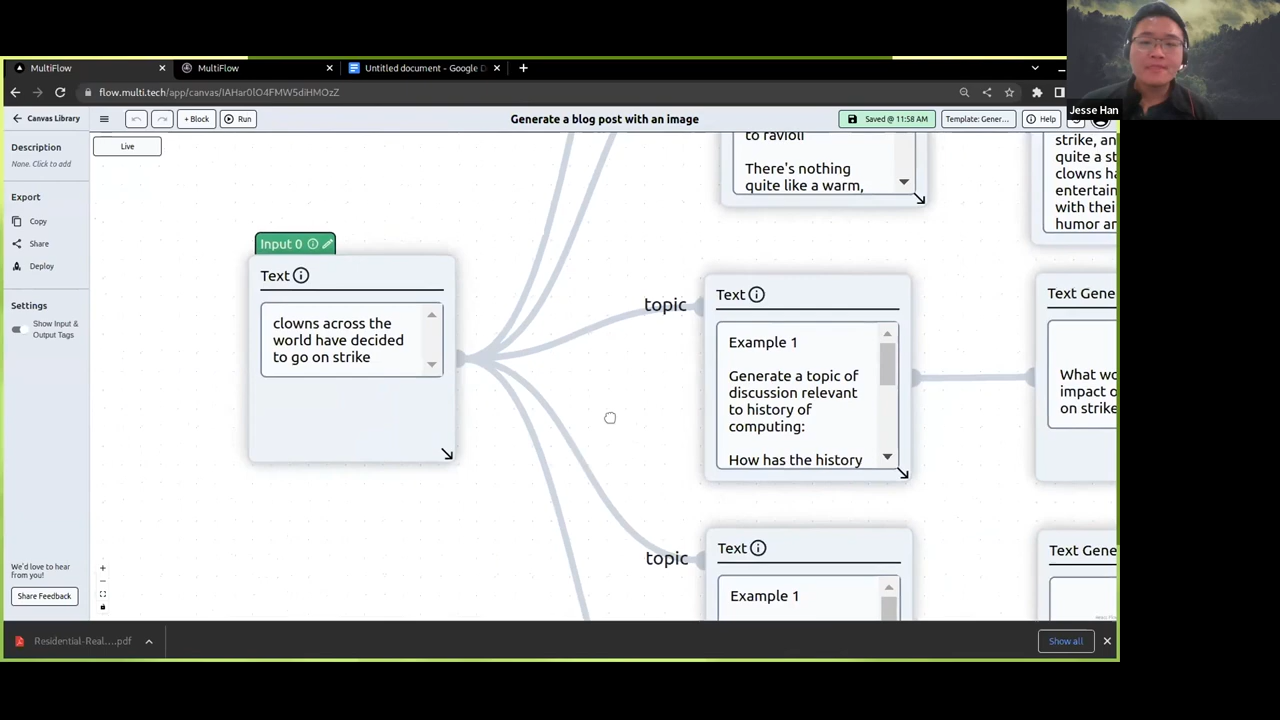 MultiFlow
MultiFlow
Untitled document - Google D
flow.multi.tech/app/canvas/IAHar0lO4FMW5diHMOzZ
Jesse Han
Canvas Library
+ Block
Run
Generate a blog post with an image
Saved @ 11:58 AM
Template: Gener...
Help
Description
None. Click to add
Export
Copy
Share
Deploy
Settings
Show Input &
Output Tags
We'd love to hear
from you!
Share Feedback
Live
Input 0
Text
clowns across the
world have decided
to go on strike
to ravioli
There's nothing
quite like a warm,
strike, an
quite a st
clowns ha
entertain
with thei
humor ar
topic
Text
Example 1
Generate a topic of
discussion relevant
to history of
computing:
How has the history
Text Gene
What wo
impact o
on strike
topic
Text
Example 1
Text Gene
Residential-Real....pdf
Show all